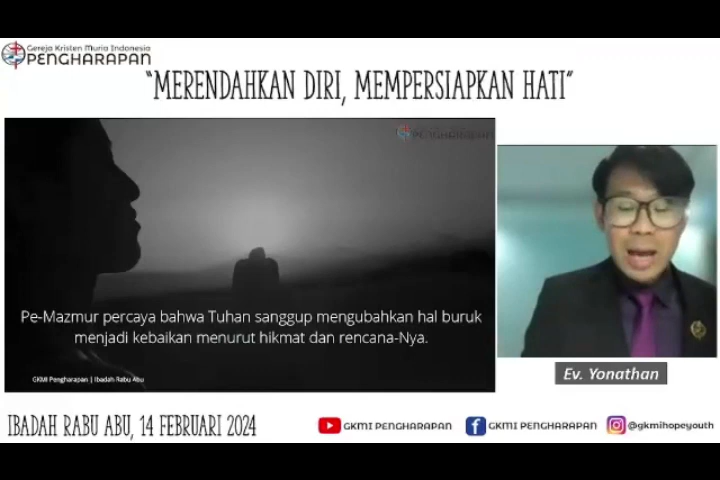 Gereja Kristen Muria Indonesia
PENGHARAPAN
"MERENDAHKAN DIRI, MEMPERSIAPKAN HATI"
PENGHARAPAN
Pe-Mazmur percaya bahwa Tuhan sanggup mengubahkan hal buruk
menjadi kebaikan menurut hikmat dan rencana-Nya.
GKMI Pengharapan | Ibadah Rabu Abu
Ev. Yonathan
IBADAH RABU ABU, 14 FEBRUARI 2024
GKMI PENGHARAPAN
GKMI PENGHARAPAN
@gkmihopeyouth